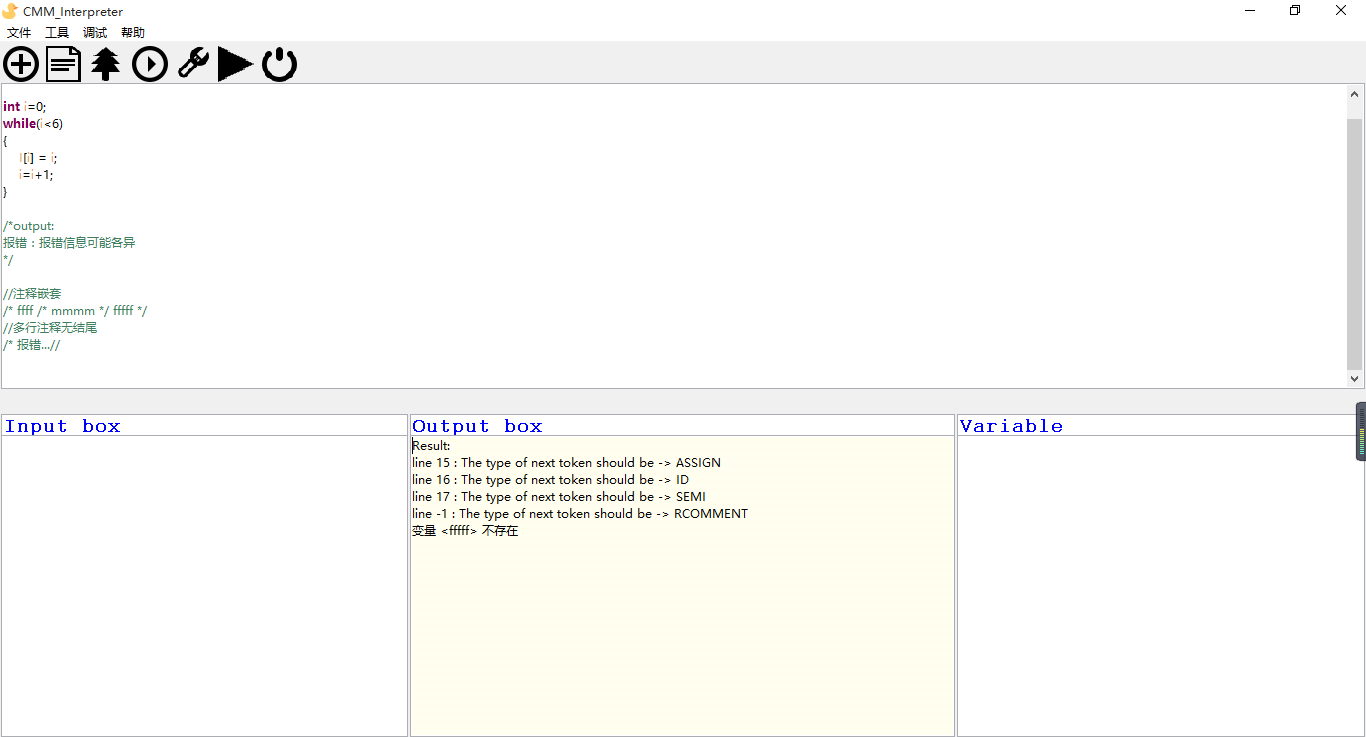 CMM_Interpreter
文件 工具 调试 帮助
int i=0;
while(i<6)
{
l[i] = i;
i=i+1;
}
/*output:
报错：报错信息可能各异
*/
//注释嵌套
/* ffff /* mmmm */ fffff */
//多行注释无结尾
/* 报错...//
Input box
Output box
Variable
Result:
line 15 : The type of next token should be -> ASSIGN
line 16 : The type of next token should be -> ID
line 17 : The type of next token should be -> SEMI
line -1 : The type of next token should be -> RCOMMENT
变量 <fffff> 不存在